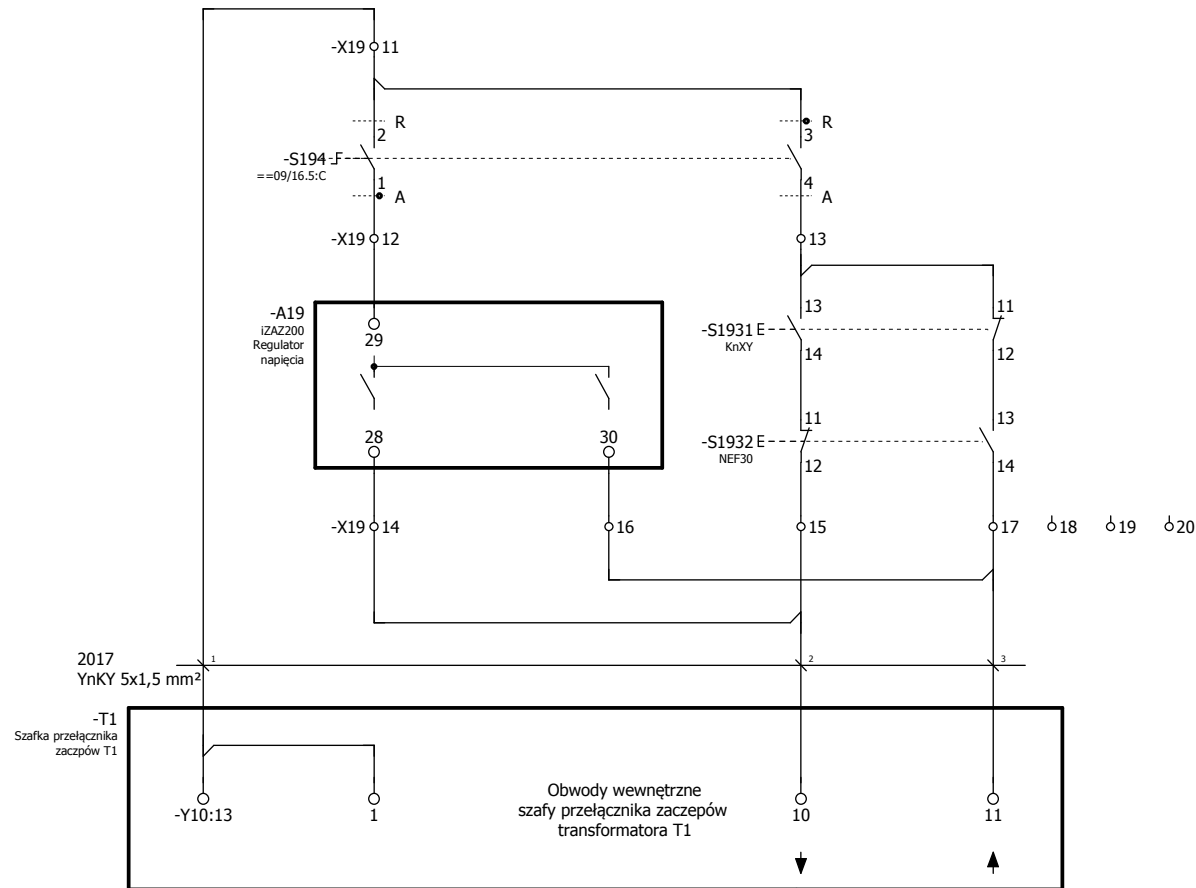 -X19 11
R R
2 3
-S194
==09/16.5:C
1 4
A A
-X19 12 13
-A19
iZAZ200
Regulator
napięcia
29
13 11
-S1931 E
KnXY
14 12
28 30
11 13
-S1932 E
NEF30
12 14
-X19 14 16 15 17 18 19 20
2017
YnKY 5x1,5 mm²
1 2 3
-T1
Szafka przełącznika
zaczpów T1
Obwody wewnętrzne
szafy przełącznika zaczepów
transformatora T1
-Y10:13 1 10 11